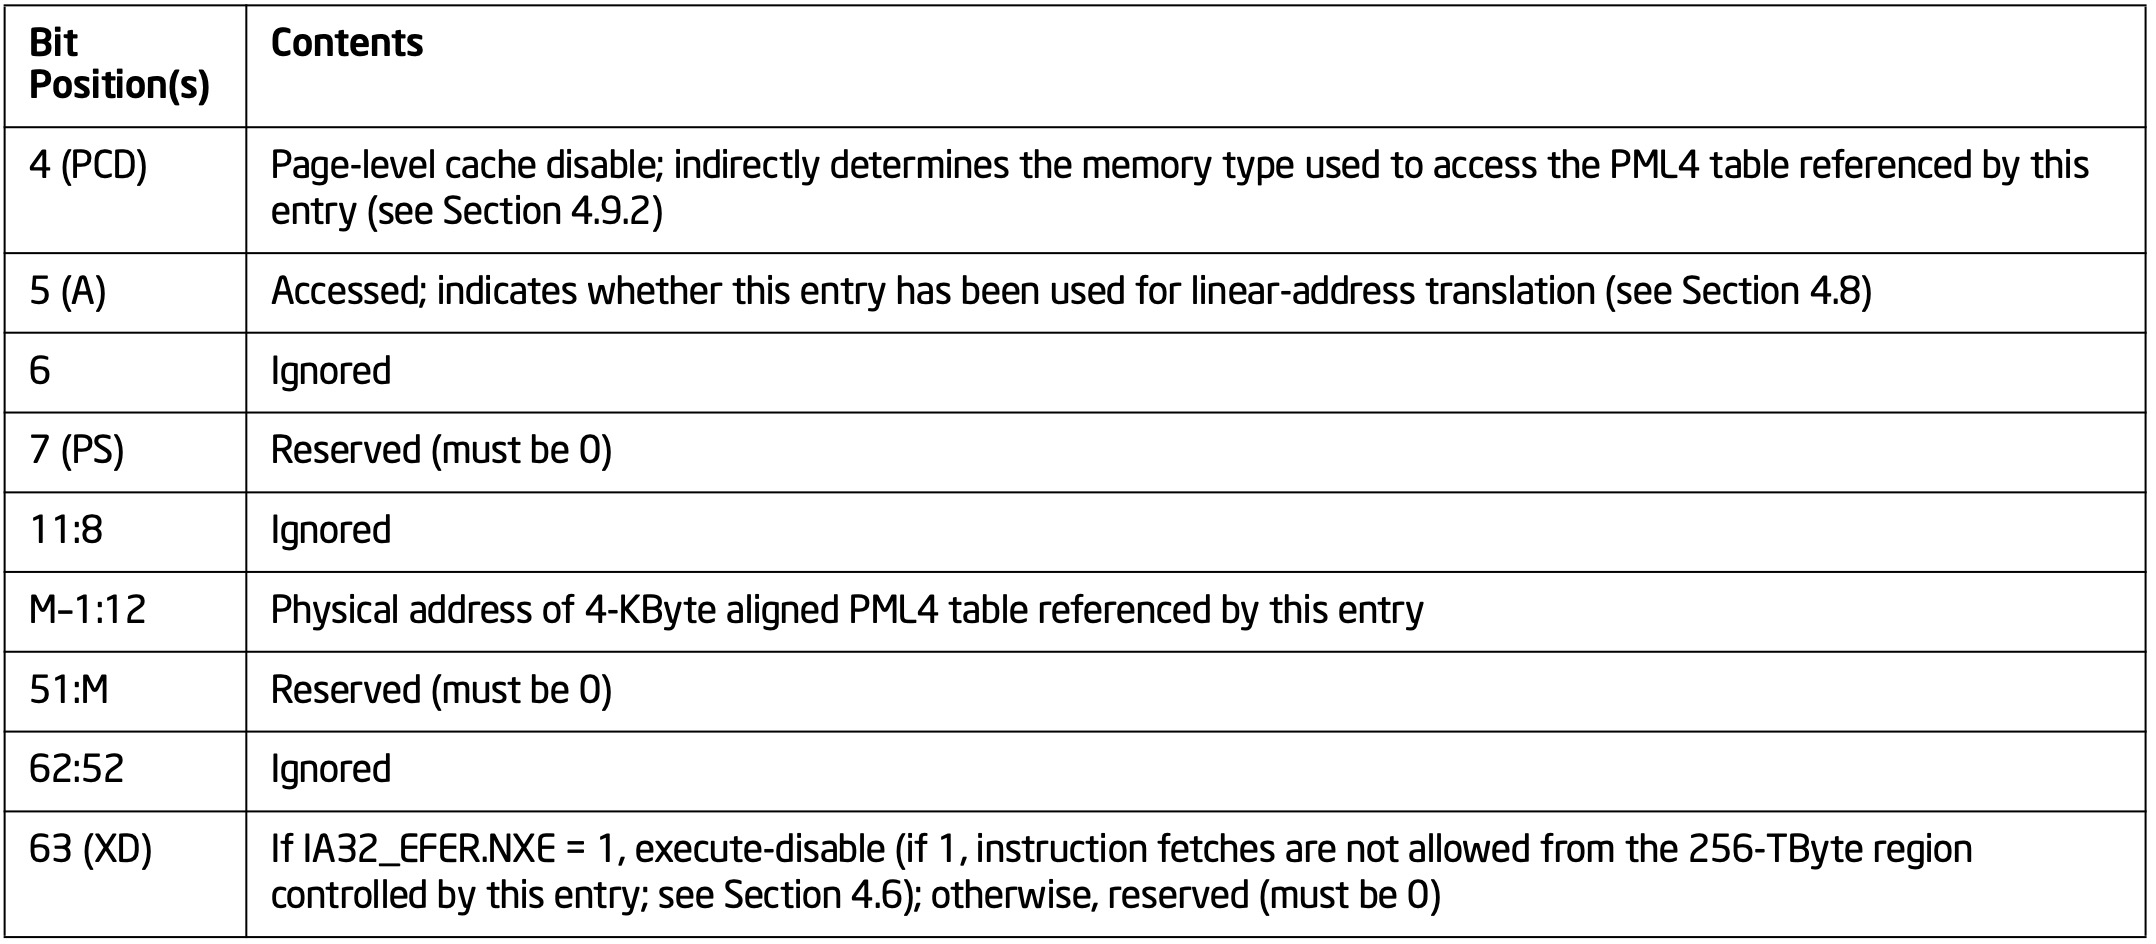 Bit
Position(s)
Contents
4 (PCD)
Page-level cache disable; indirectly determines the memory type used to access the PML4 table referenced by this
entry (see Section 4.9.2)
5 (A)
Accessed; indicates whether this entry has been used for linear-address translation (see Section 4.8)
6
Ignored
7 (PS)
Reserved (must be 0)
11:8
Ignored
M–1:12
Physical address of 4-KByte aligned PML4 table referenced by this entry
51:M
Reserved (must be 0)
62:52
Ignored
63 (XD)
If IA32_EFER.NXE = 1, execute-disable (if 1, instruction fetches are not allowed from the 256-TByte region
controlled by this entry; see Section 4.6); otherwise, reserved (must be 0)